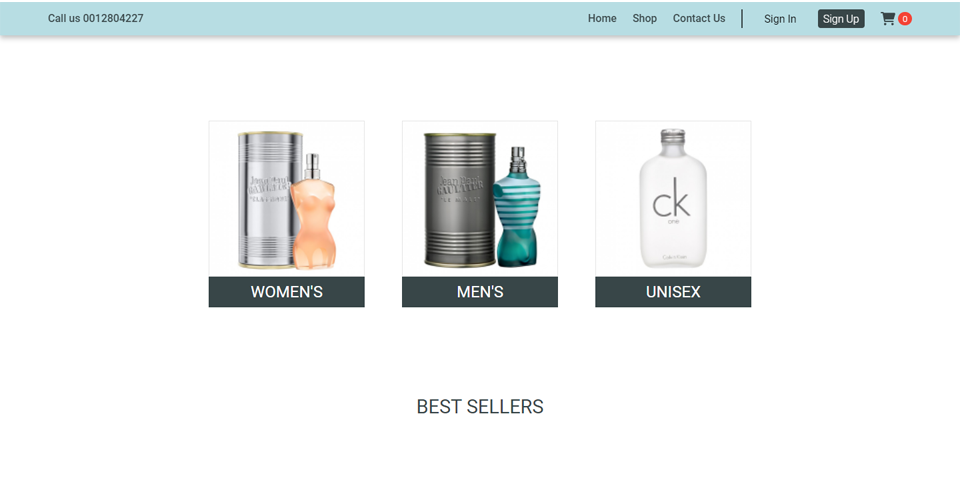 Call us 0012804227
Home Shop Contact Us Sign In Sign Up 0
Jean Paul
GAULTIER
Jean Paul
GAULTIER
ck
one
Calvin Klein
WOMEN'S MEN'S UNISEX
BEST SELLERS